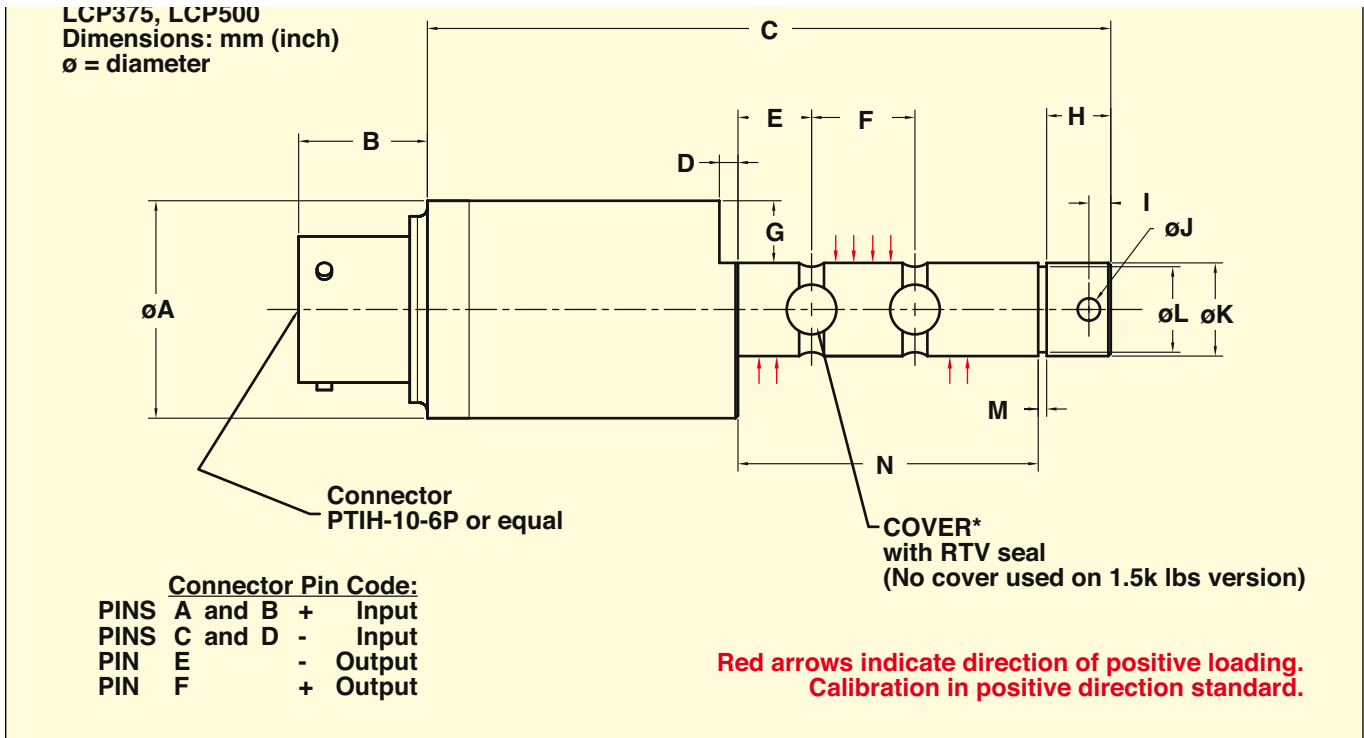 LCP375, LCP500
Dimensions: mm (inch)
ø = diameter
C
E
F
H
B
D
I
G
øJ
øA
øL
øK
M
N
Connector
PTIH-10-6P or equal
COVER*
with RTV seal
(No cover used on 1.5k lbs version)
Connector Pin Code:
PINS A and B + Input
PINS C and D - Input
PIN E - Output
PIN F + Output
Red arrows indicate direction of positive loading.
Calibration in positive direction standard.